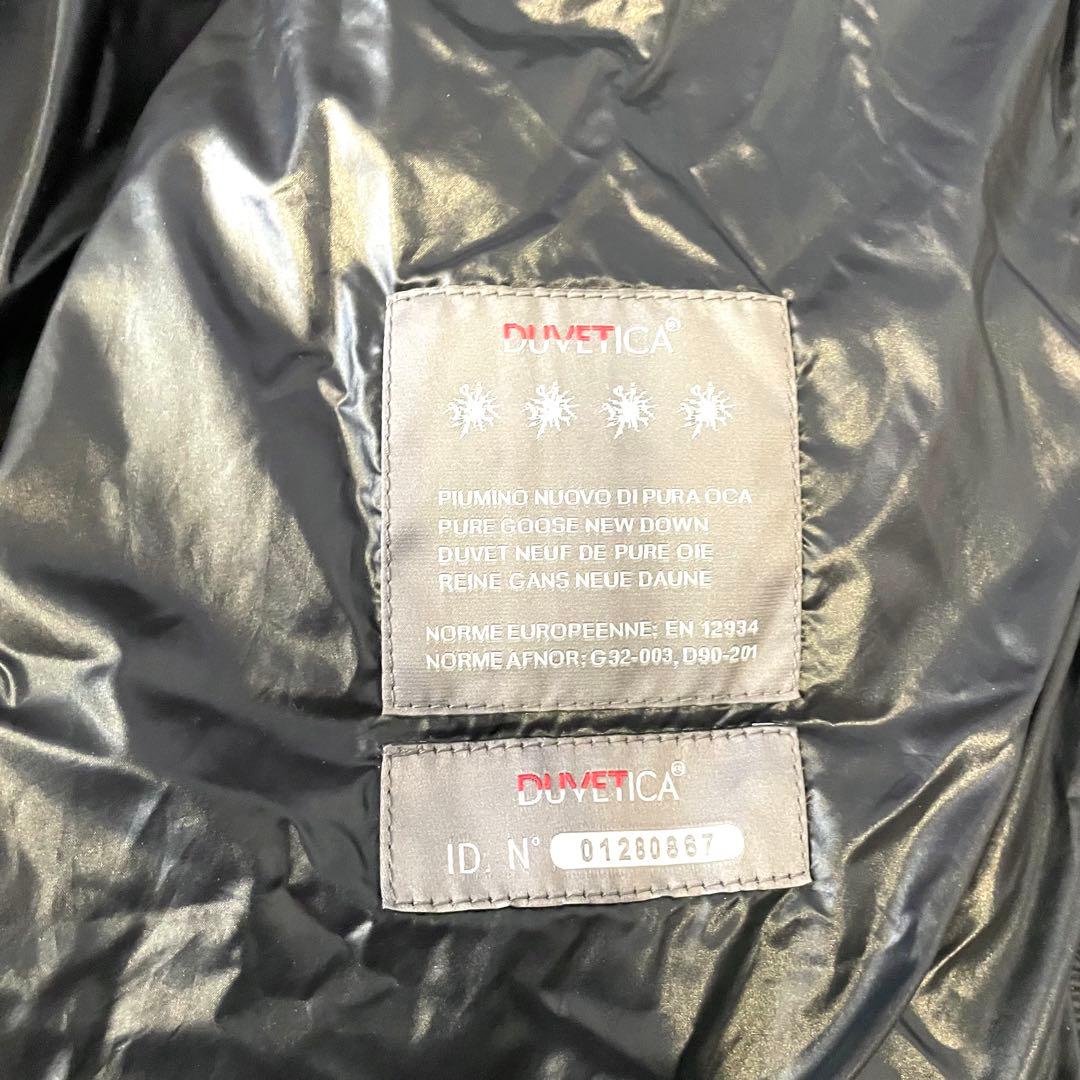 DUVETICA®
PIUMINO NUOVO DI PURA OCA
PURE GOOSE NEW DOWN
DUVET NEUF DE PURE OIE
REINE GANS NEUE DAUNE
NORME EUROPEENNE: EN 12934
NORME AFNOR: G32-003, D90-201
DUVETICA®
ID. N° 01280867